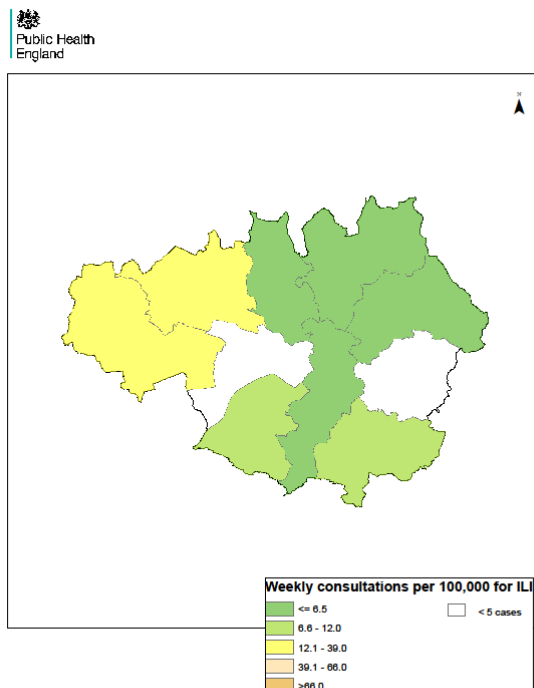 Public Health
England
N
Weekly consultations per 100,000 for ILI
<= 6.5
< 5 cases
6.6 - 12.0
12.1 - 39.0
39.1 - 66.0
>66.0